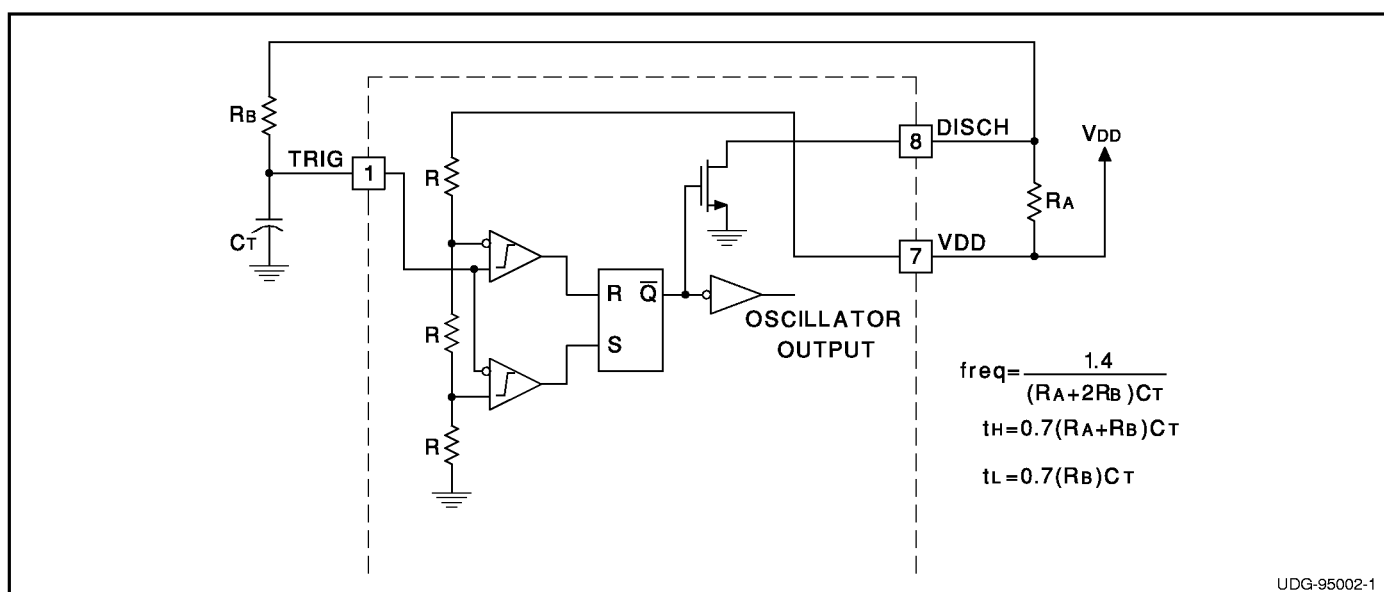 RB
TRIG
1
CT
R
R
R
R Q̅
S
8
DISCH
VDD
RA
7
VDD
OSCILLATOR
OUTPUT
freq=1.4/(RA+2RB)CT
tH=0.7(RA+RB)CT
tL=0.7(RB)CT
UDG-95002-1